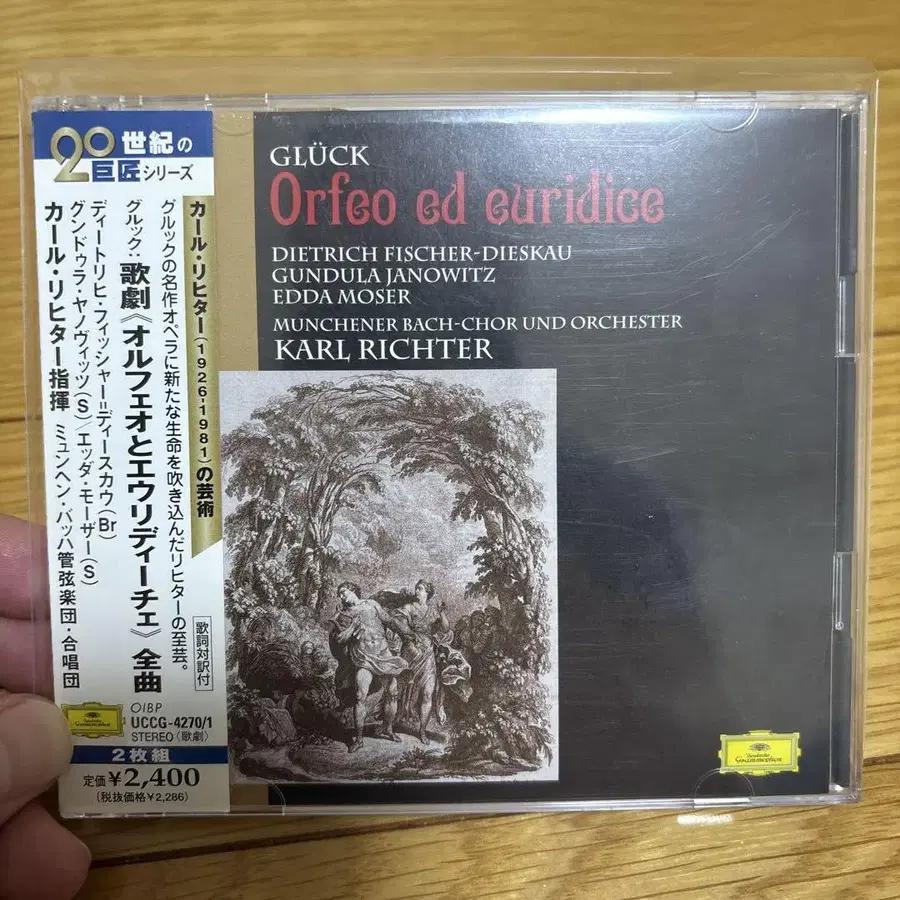 20世紀の
巨匠シリーズ
カール・リヒター(1926-1981)の芸術
グルックの名作オペラに新たな生命を吹き込んだリヒターの至芸。
グルック:歌劇《オルフェオとエウリディーチェ》全曲
歌詞対訳付
ディートリヒ・フィッシャー=ディースカウ(Br)
グンドゥラ・ヤノヴィッツ(S)/エッダ・モーザー(S)
カール・リヒター指揮 ミュンヘン・バッハ管弦楽団・合唱団
Deutsche
Grammophon
OIBP
UCCG-4270/1
STEREO〈歌劇〉
2枚組
定価¥2,400
(税抜価格¥2,286)
GLÜCK
Orfeo ed euridice
DIETRICH FISCHER-DIESKAU
GUNDULA JANOWITZ
EDDA MOSER
MUNCHENER BACH-CHOR UND ORCHESTER
KARL RICHTER
Deutsche
Grammophon